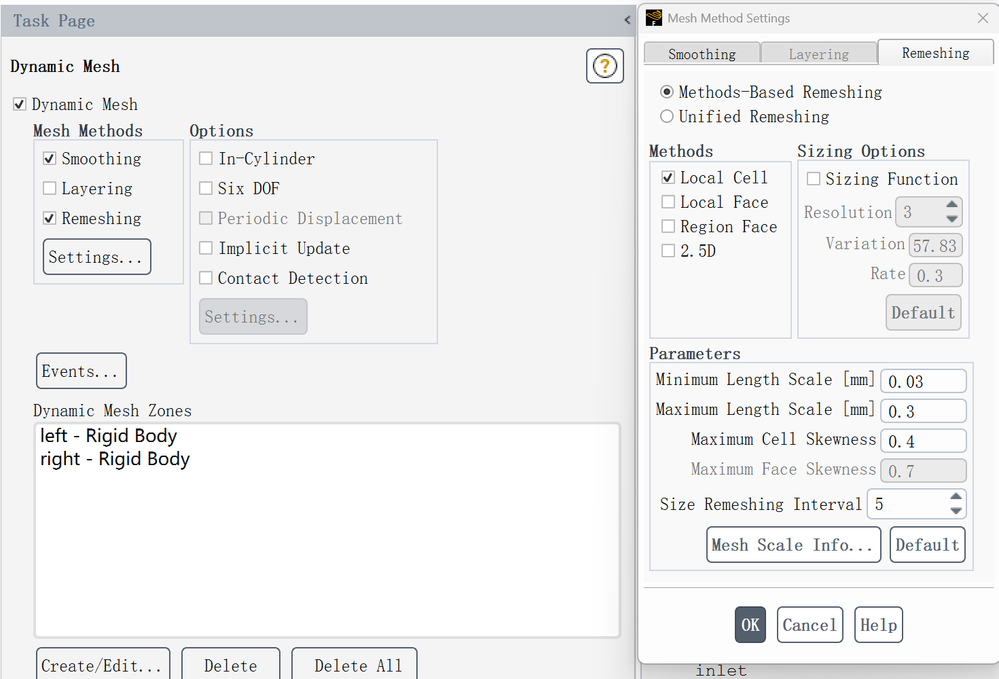 Task Page
Dynamic Mesh
?
Dynamic Mesh
Mesh Methods
Smoothing
Layering
Remeshing
Settings...
Options
In-Cylinder
Six DOF
Periodic Displacement
Implicit Update
Contact Detection
Settings...
Events...
Dynamic Mesh Zones
left - Rigid Body
right - Rigid Body
Create/Edit...
Delete
Delete All
F
Mesh Method Settings
Smoothing
Layering
Remeshing
Methods-Based Remeshing
Unified Remeshing
Methods
Local Cell
Local Face
Region Face
2.5D
Sizing Options
Sizing Function
Resolution 3
Variation 57.83
Rate 0.3
Default
Parameters
Minimum Length Scale [mm] 0.03
Maximum Length Scale [mm] 0.3
Maximum Cell Skewness 0.4
Maximum Face Skewness 0.7
Size Remeshing Interval 5
Mesh Scale Info...
Default
OK
Cancel
Help
inlet